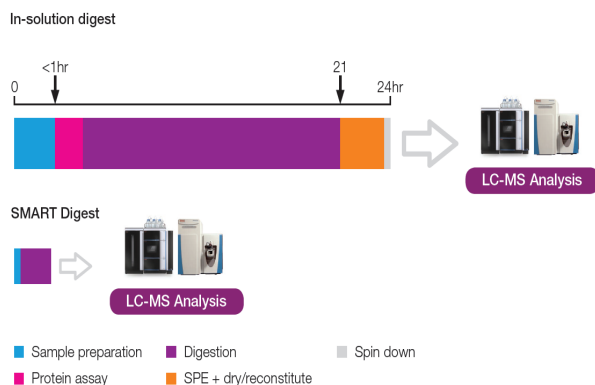 In-solution digest
<1hr
21
0
24hr
LC-MS Analysis
SMART Digest
LC-MS Analysis
Sample preparation
Digestion
Spin down
Protein assay
SPE + dry/reconstitute